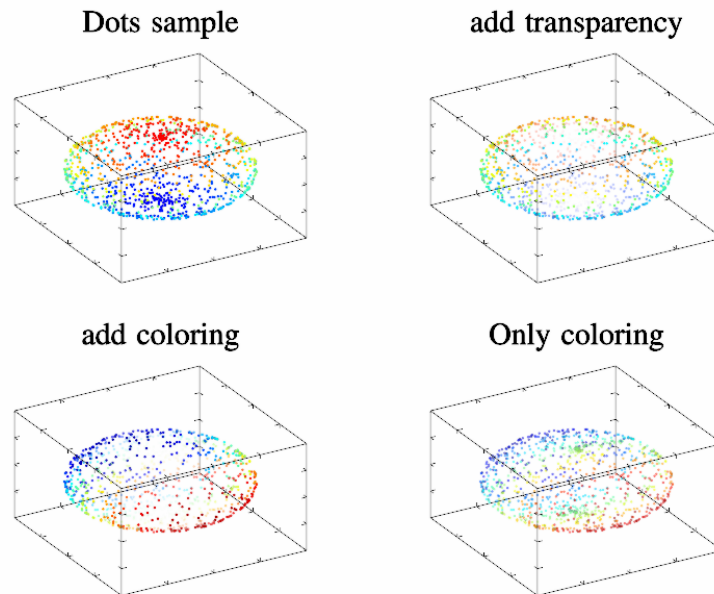 Dots sample
add transparency
add coloring
Only coloring